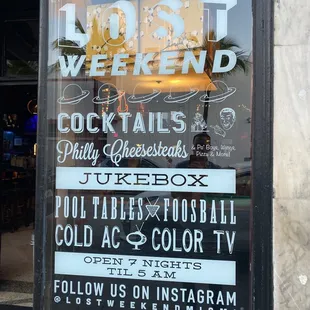 LOST
WEEKEND
COCKTAILS
Philly Cheesesteaks
& Po' Boys, Wings,
Pizza & More!
JUKEBOX
POOL TABLES FOOSBALL
COLD AC COLOR TV
OPEN 7 NIGHTS
TIL 5 AM
FOLLOW US ON INSTAGRAM
@LOSTWEEKENDMIAMI